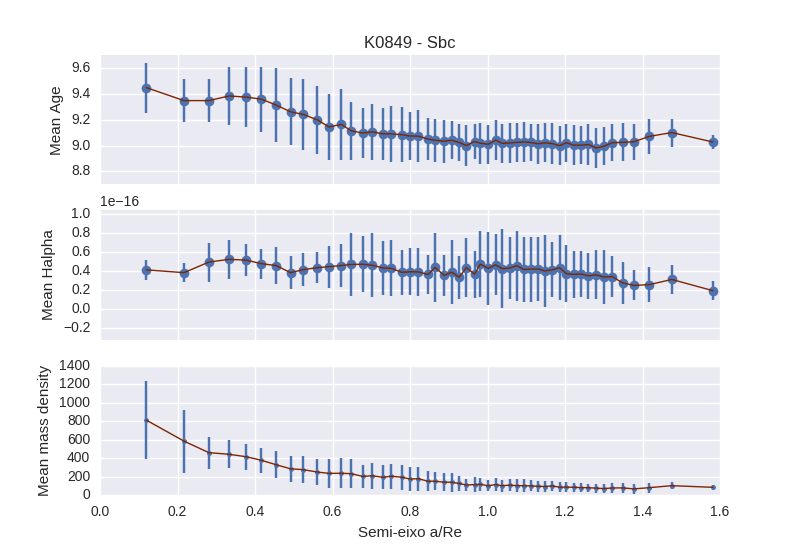 K0849 - Sbc
Mean Age
9.6
9.4
9.2
9.0
8.8
1e−16
Mean Halpha
1.0
0.8
0.6
0.4
0.2
0.0
−0.2
Mean mass density
1400
1200
1000
800
600
400
200
0
0.0 0.2 0.4 0.6 0.8 1.0 1.2 1.4 1.6
Semi-eixo a/Re